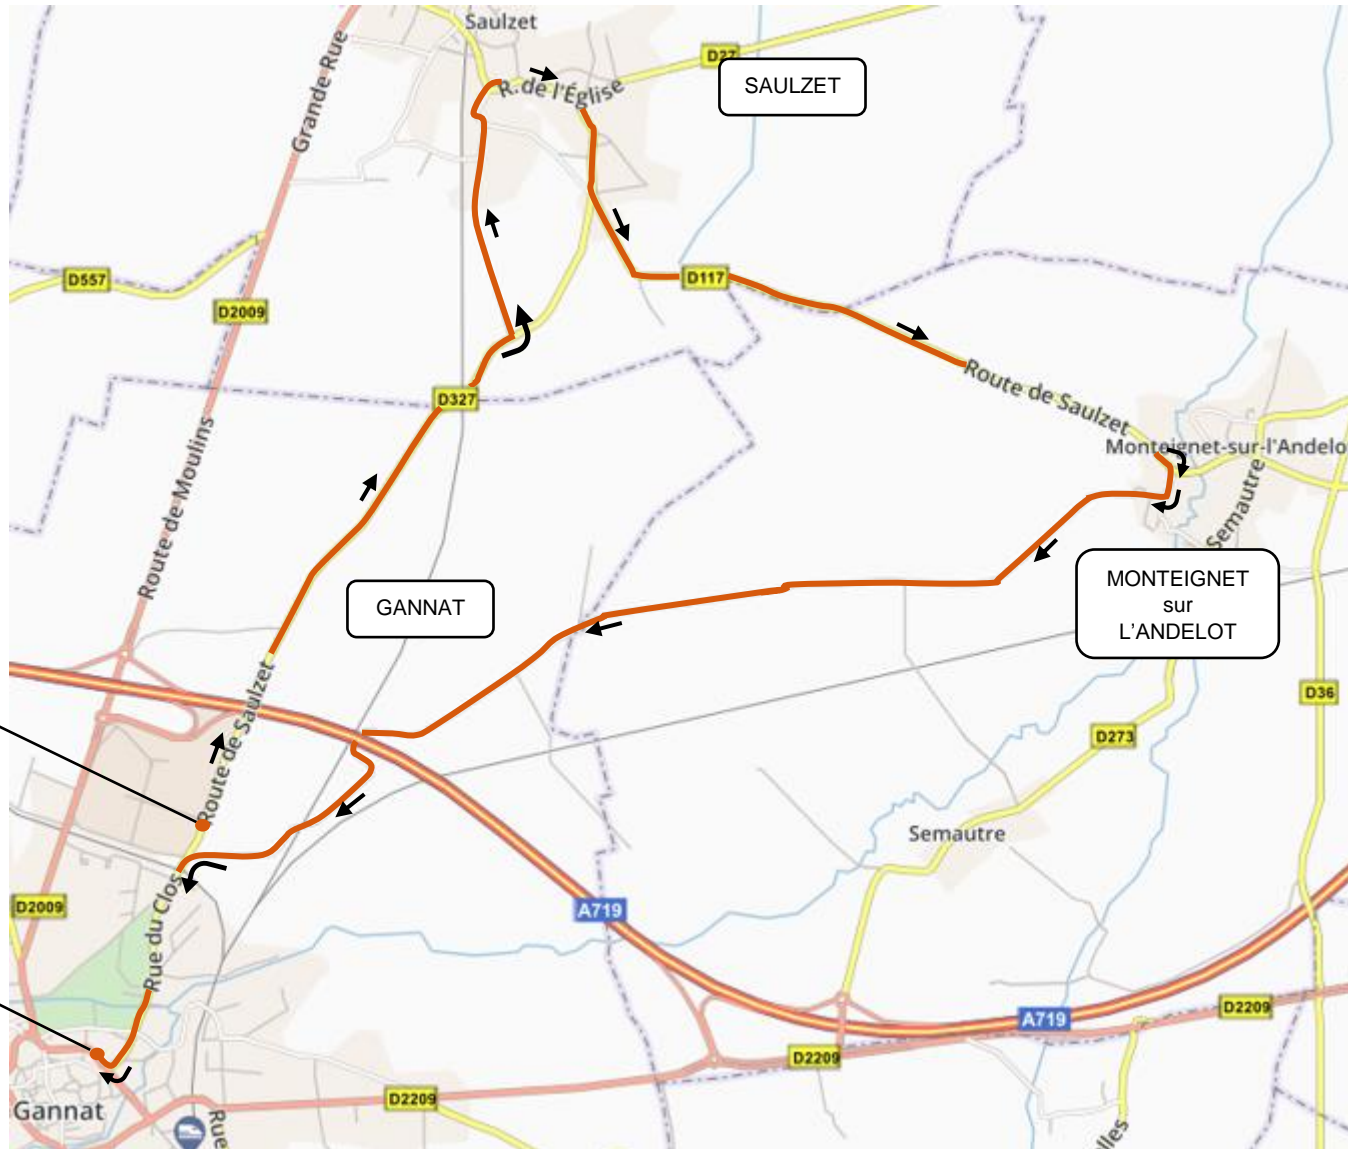 Saulzet
Grande Rue
D27
SAULZET
R. de l'Église
D557
D2009
D117
D327
Route de Saulzet
Route de Moulins
Monteignet-sur-l'Andelo
Semautre
GANNAT
MONTEIGNET
sur
L'ANDELOT
Route de Saulzet
D36
D273
Semautre
Rue du Clos
D2009
A719
A719
D2209
D2209
D2209
Gannat
Rue
lles